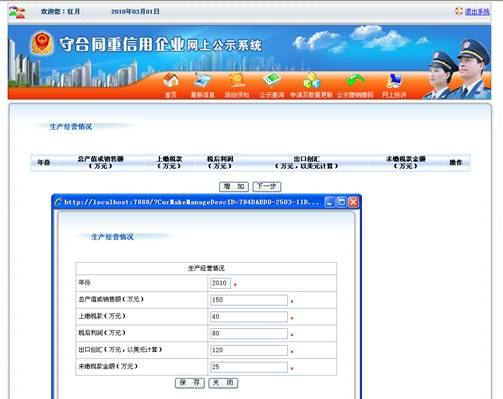 欢迎您：红月 2010年03月01日 退出系统
守合同重信用企业网上公示系统
首页 最新信息 活动须知 公示查询 申请及数据更新 公示撤销撤回 网上投诉
生产经营情况
年份 总产值或销售额（万元） 上缴税款（万元） 税后利润（万元） 出口创汇（万元，以美元计算） 未缴税款金额（万元） 操作
增 加 下一步
http://localhost:7888/?CurMakeManageDescID=784DABD0-2503-11D...
生产经营情况
生产经营情况
年份 2010 *
总产值或销售额（万元） 150 *
上缴税款（万元） 40 *
税后利润（万元） 80 *
出口创汇（万元，以美元计算） 120 *
未缴税款金额（万元） 25 *
保 存 关 闭